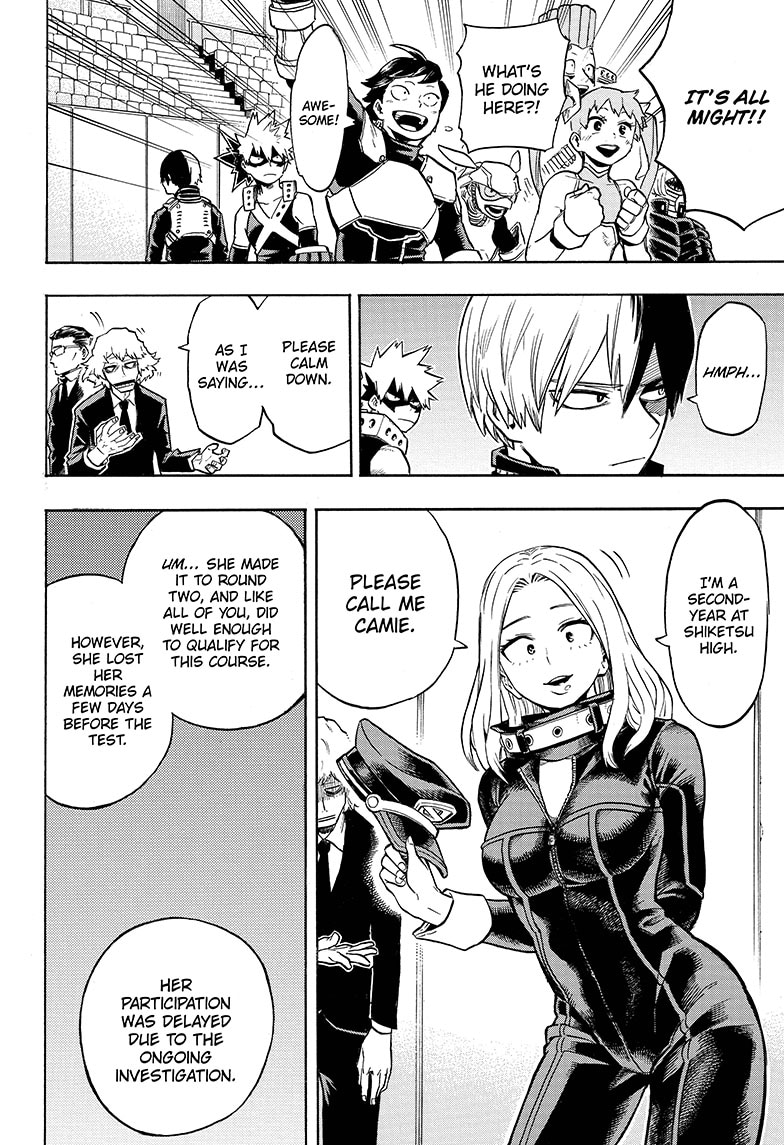 IT'S ALL
MIGHT!!
WHAT'S
HE DOING
HERE?!
AWE-
SOME!
HMPH...
PLEASE
CALM
DOWN.
AS I
WAS
SAYING...
I'M A
SECOND-
YEAR AT
SHIKETSU
HIGH.
PLEASE
CALL ME
CAMIE.
UM... SHE MADE
IT TO ROUND
TWO, AND LIKE
ALL OF YOU, DID
WELL ENOUGH
TO QUALIFY FOR
THIS COURSE.
HOWEVER,
SHE LOST
HER
MEMORIES A
FEW DAYS
BEFORE THE
TEST.
HER
PARTICIPATION
WAS DELAYED
DUE TO THE
ONGOING
INVESTIGATION.